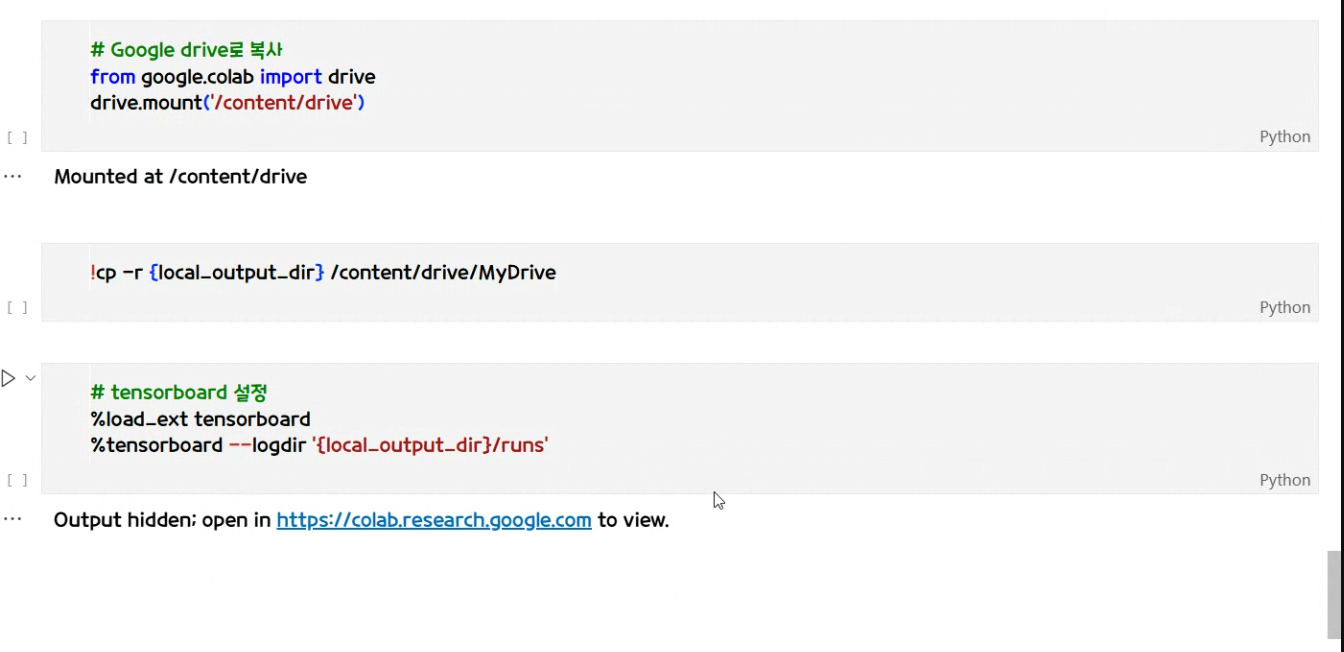 # Google drive로 복사
from google.colab import drive
drive.mount('/content/drive')
[ ]
Python
... Mounted at /content/drive
!cp -r {local_output_dir} /content/drive/MyDrive
[ ]
Python
# tensorboard 설정
%load_ext tensorboard
%tensorboard --logdir '{local_output_dir}/runs'
[ ]
Python
... Output hidden; open in https://colab.research.google.com to view.